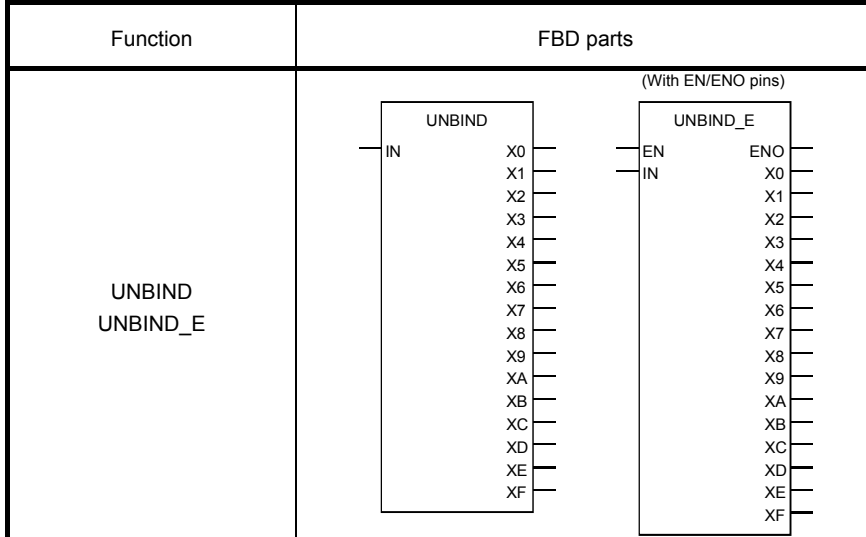 Function FBD parts
(With EN/ENO pins)
UNBIND UNBIND_E
IN X0 EN ENO
X1 IN X0
X2 X1
X3 X2
X4 X3
X5 X4
X6 X5
X7 X6
X8 X7
X9 X8
XA X9
XB XA
XC XB
XD XC
XE XD
XF XE
XF
UNBIND
UNBIND_E